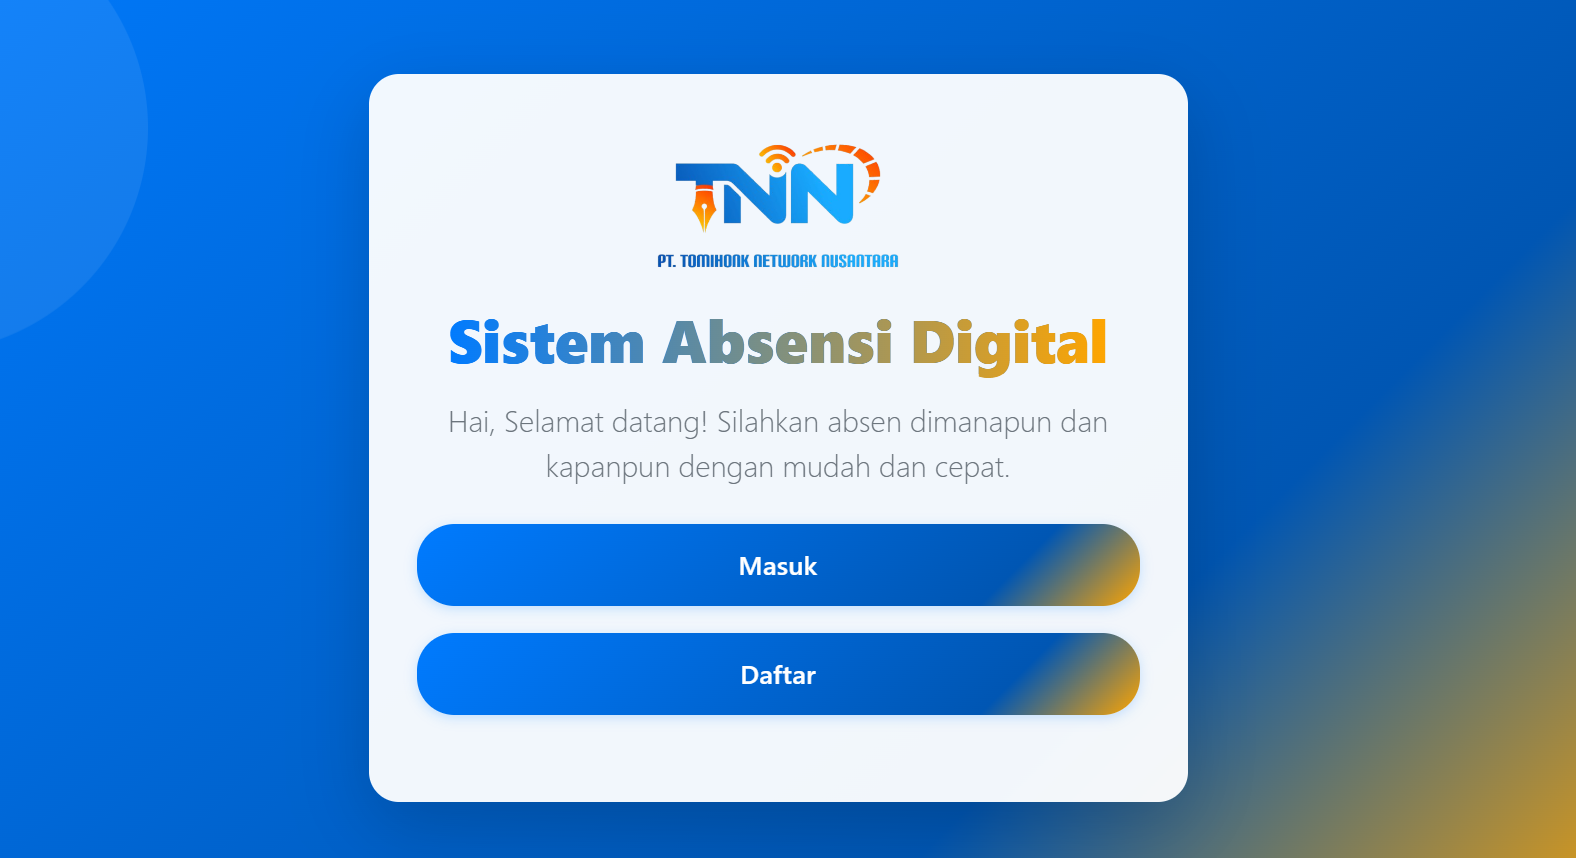 TNN
PT. TOMIHONK NETWORK NUSANTARA
Sistem Absensi Digital
Hai, Selamat datang! Silahkan absen dimanapun dan
kapanpun dengan mudah dan cepat.
Masuk
Daftar